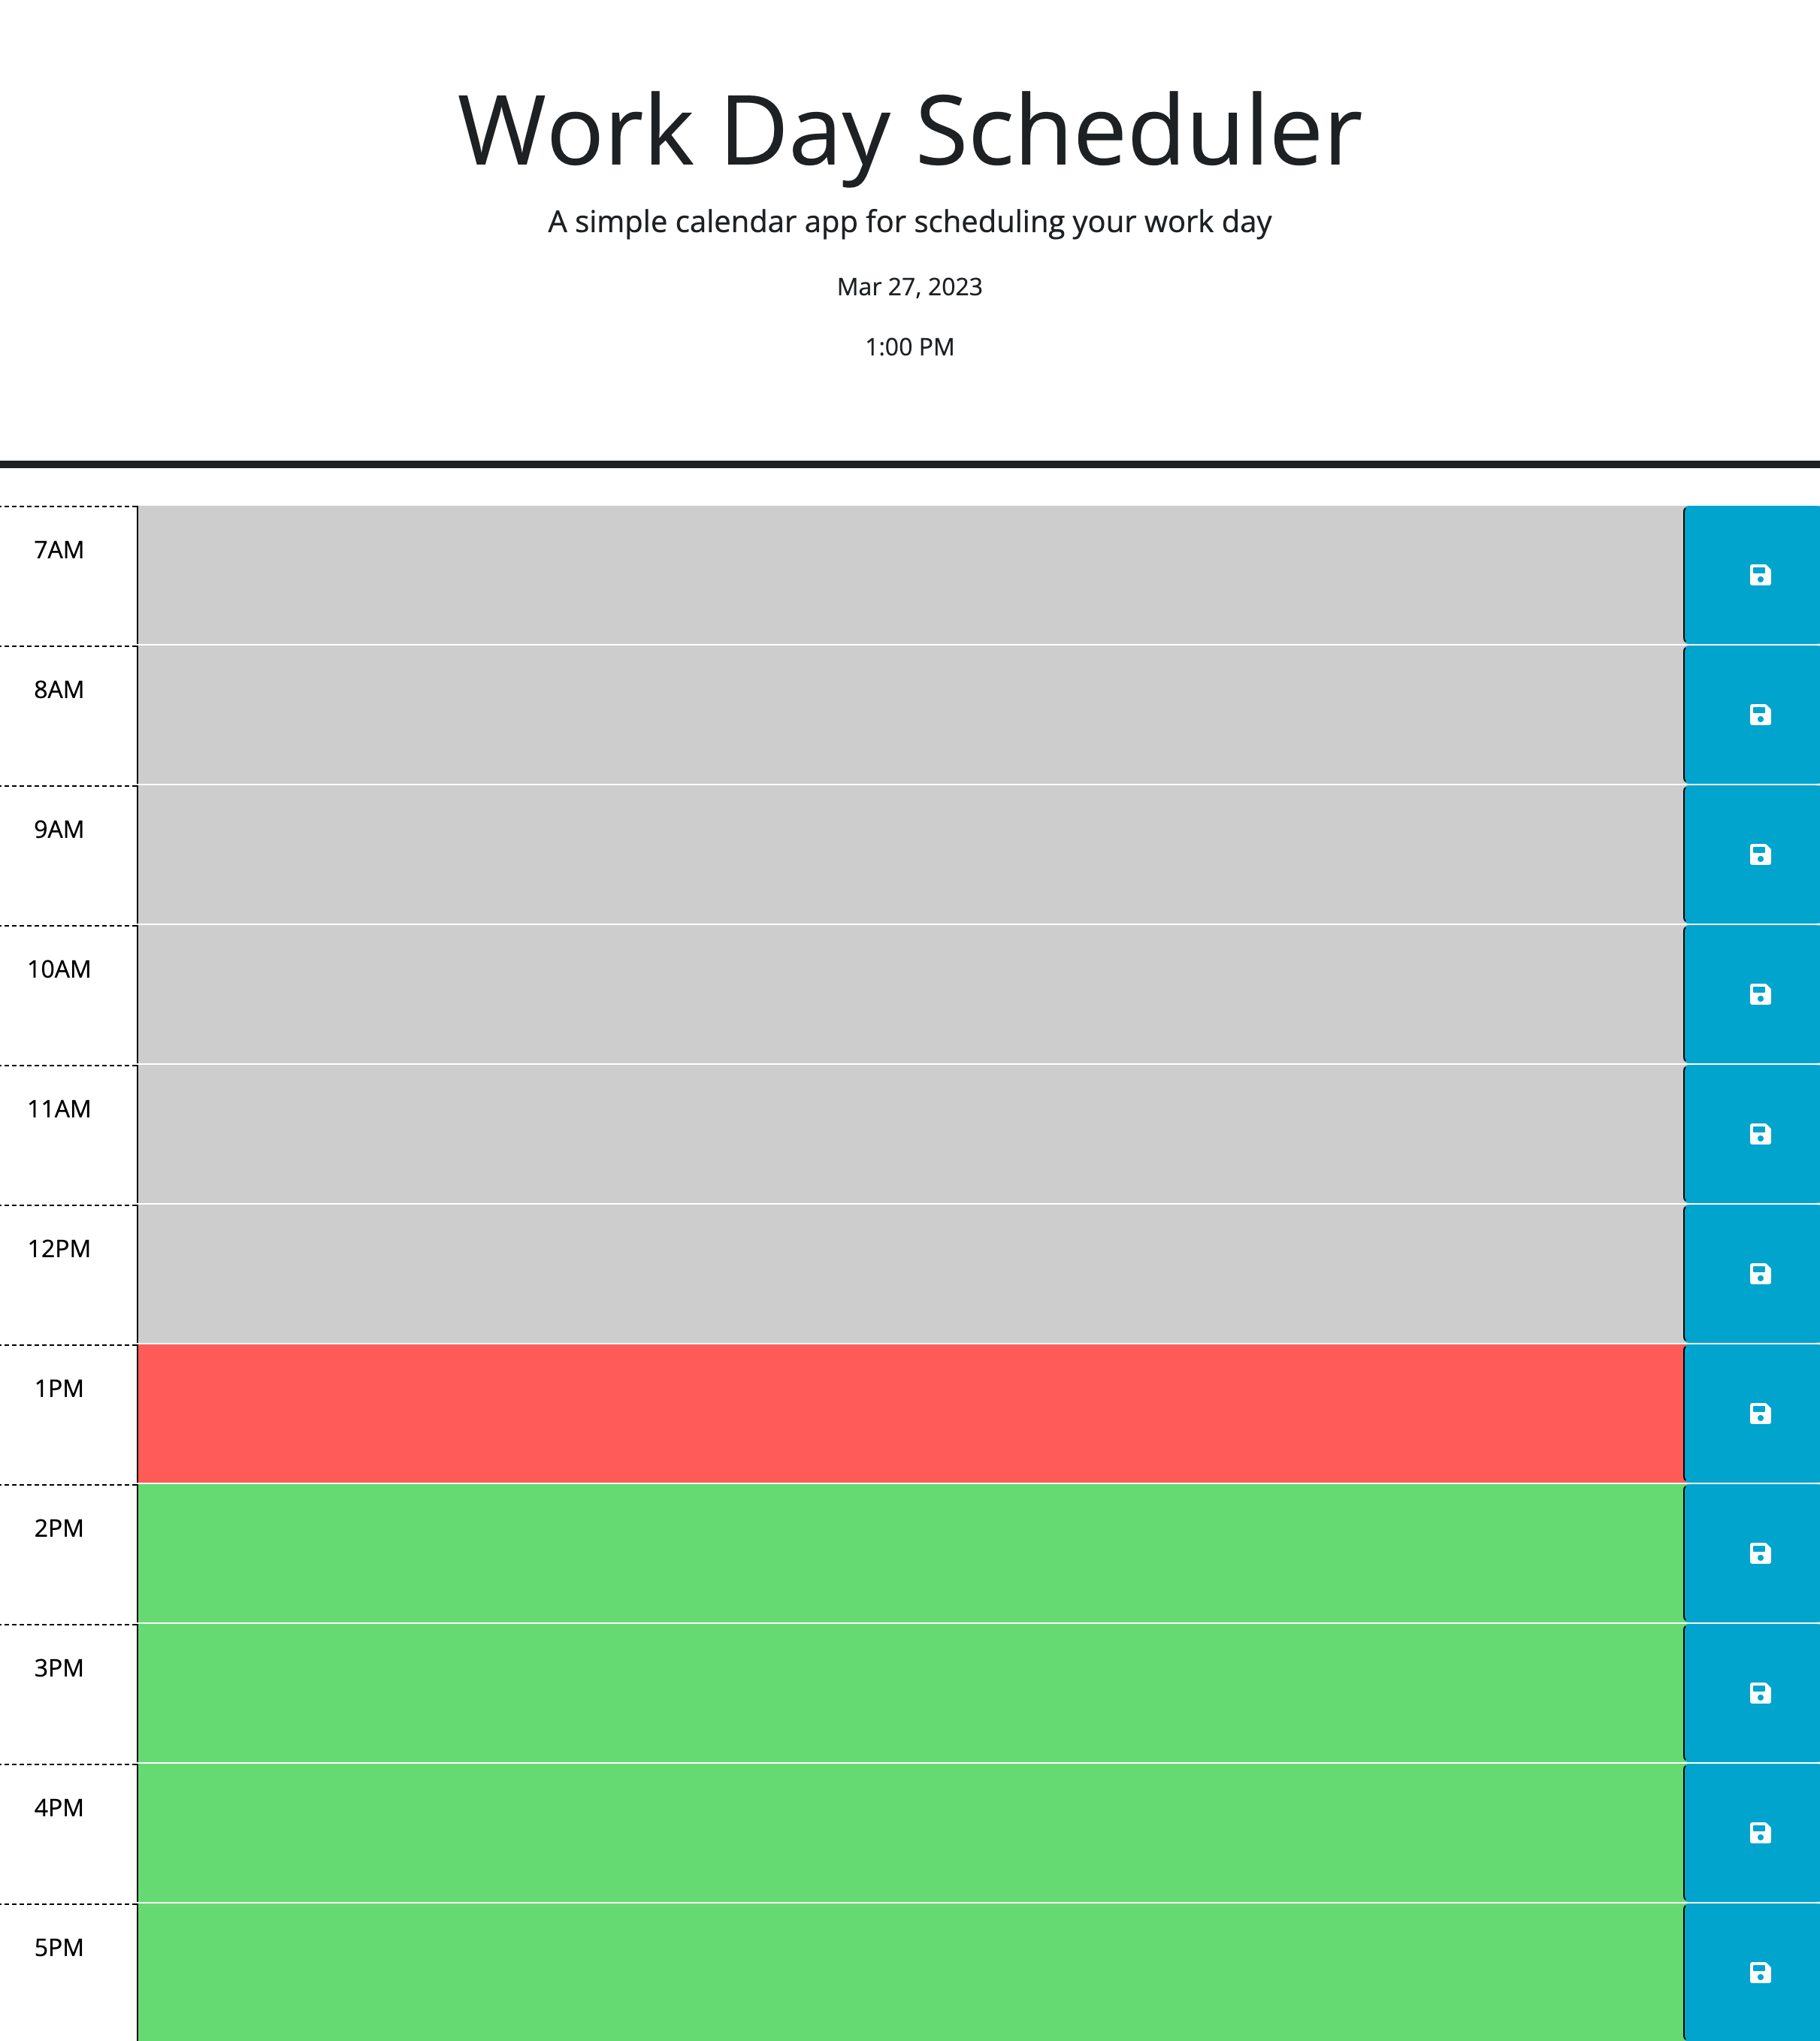 Work Day Scheduler
A simple calendar app for scheduling your work day
Mar 27, 2023
1:00 PM
7AM
8AM
9AM
10AM
11AM
12PM
1PM
2PM
3PM
4PM
5PM